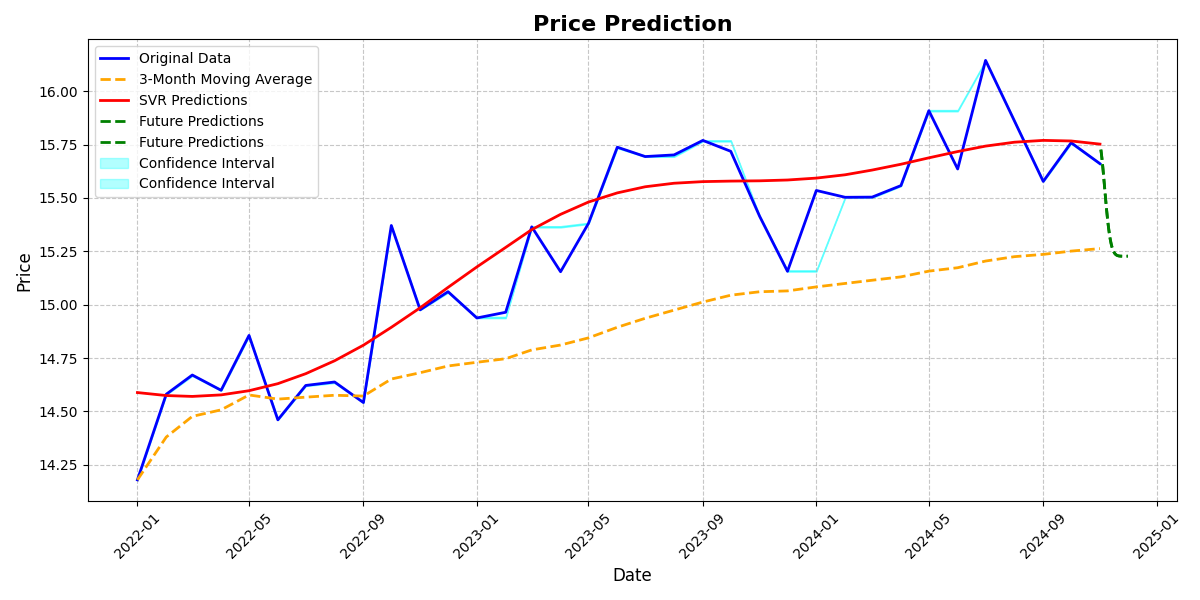 Price Prediction
Original Data
3-Month Moving Average
SVR Predictions
Future Predictions
Future Predictions
Confidence Interval
Confidence Interval
Price
16.00
15.75
15.50
15.25
15.00
14.75
14.50
14.25
2022-01
2022-05
2022-09
2023-01
2023-05
2023-09
2024-01
2024-05
2024-09
2025-01
Date